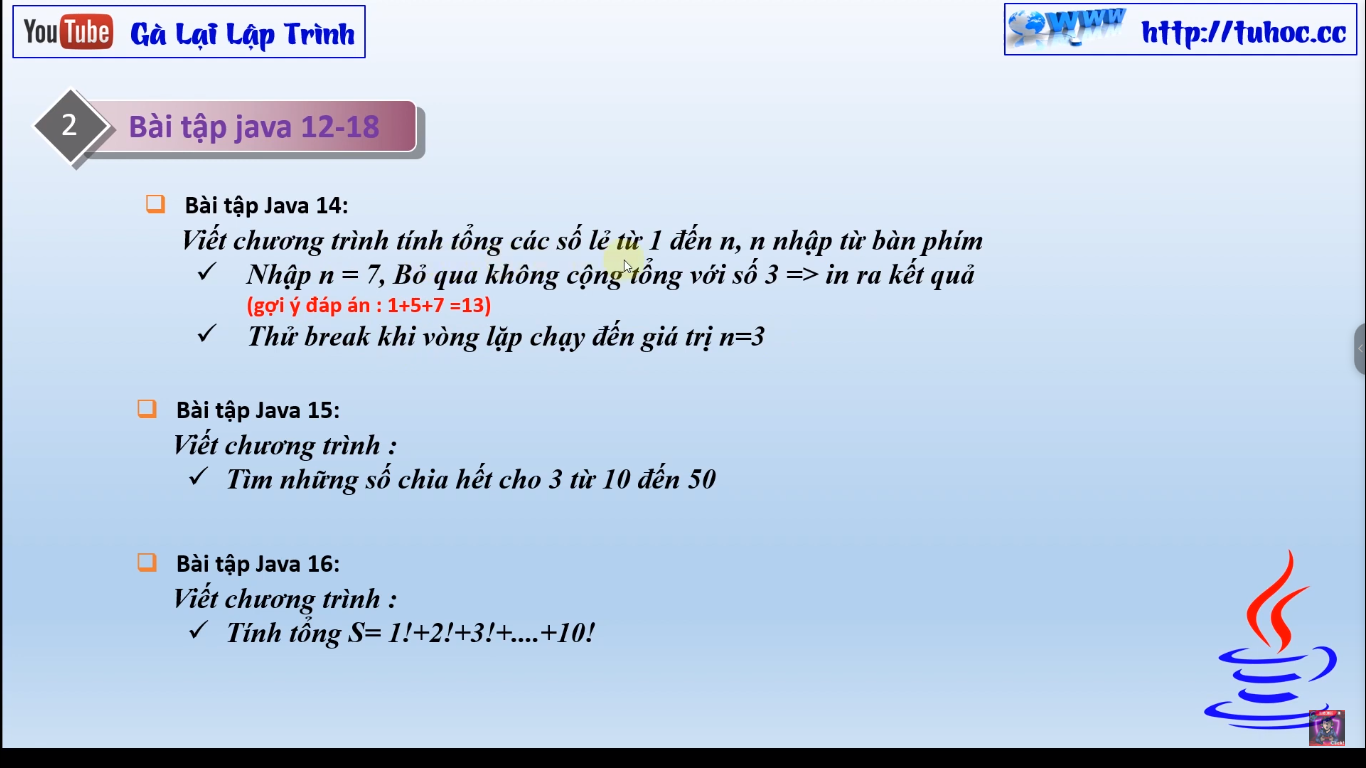 YouTube Gà Lại Lập Trình
www http://tuhoc.cc
2 Bài tập java 12-18
Bài tập Java 14:
Viết chương trình tính tổng các số lẻ từ 1 đến n, n nhập từ bàn phím
Nhập n = 7, Bỏ qua không cộng tổng với số 3 => in ra kết quả
(gợi ý đáp án : 1+5+7 =13)
Thử break khi vòng lặp chạy đến giá trị n=3
Bài tập Java 15:
Viết chương trình :
Tìm những số chia hết cho 3 từ 10 đến 50
Bài tập Java 16:
Viết chương trình :
Tính tổng S= 1!+2!+3!+....+10!